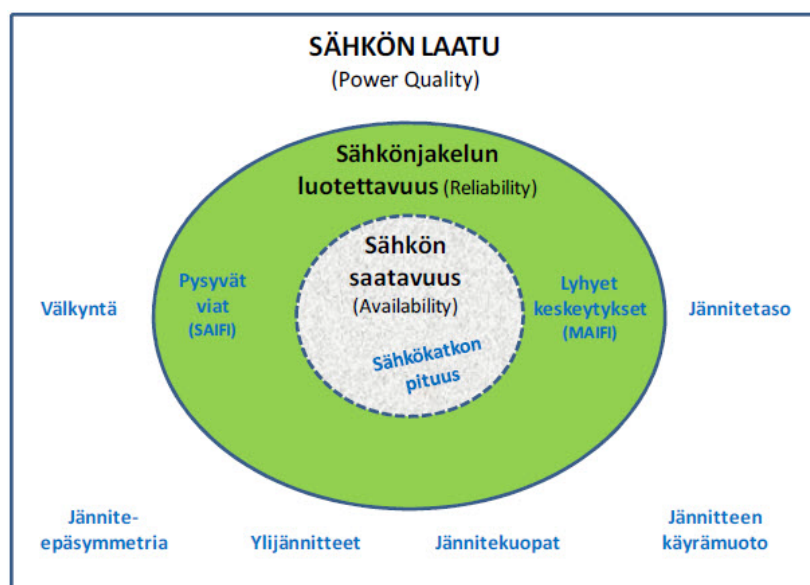 SÄHKÖN LAATU
(Power Quality)
Sähkönjakelun
luotettavuus (Reliability)
Sähkön
saatavuus
(Availability)
Sähkökatkon
pituus
Pysyvät
viat
(SAIFI)
Lyhyet
keskeytykset
(MAIFI)
Välkyntä
Jännitetaso
Jännite-
epäsymmetria
Ylijännitteet
Jännitekuopat
Jännitteen
käyrämuoto